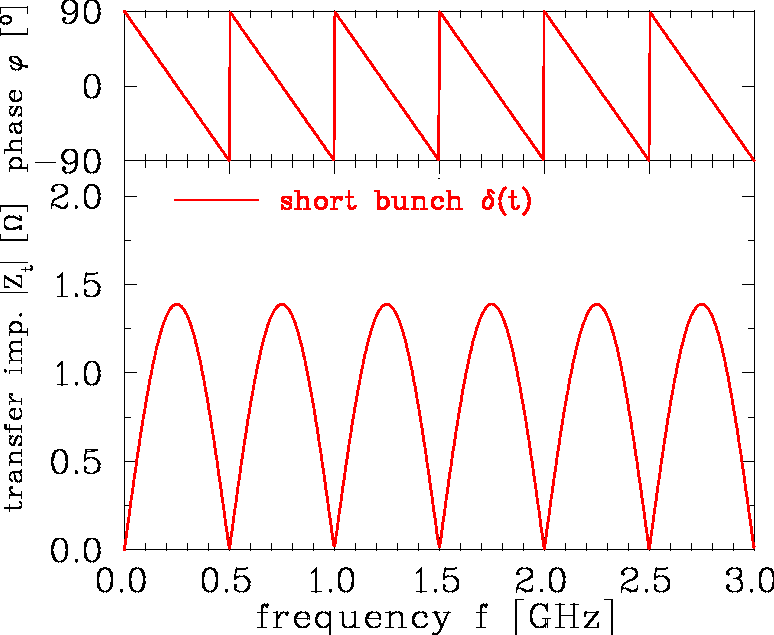 phase φ [º]
90
0
−90
transfer imp. |Z_t| [Ω]
2.0
1.5
1.0
0.5
0.0
short bunch δ(t)
0.0 0.5 1.0 1.5 2.0 2.5 3.0
frequency f [GHz]